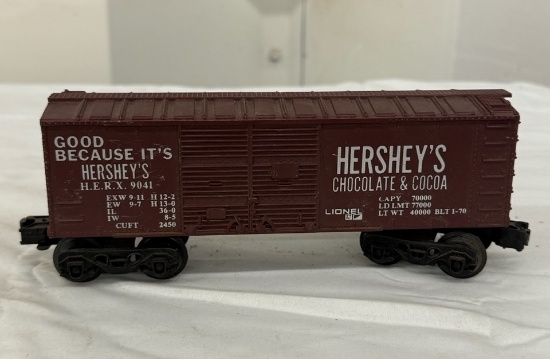 GOOD
BECAUSE IT'S
HERSHEY'S
H.E.R.X. 9041
EXW 9-11 H 12-2
EW 9-7 H 13-0
IL 36-0
IW 8-5
CUFT 2450
HERSHEY'S
CHOCOLATE & COCOA
CAPY 70000
LD LMT 77000
LT WT 40000 BLT 1-70
LIONEL